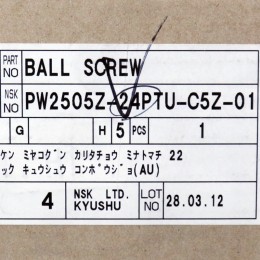 PART NO BALL SCREW
NSK NO PW2505Z-24PTU-C5Z-01
G H 5 PCS 1
ケン ミヤコグン カリタチョウ ミナトマチ 22
ック キュウシュウ コンポウショ(AU)
4 NSK LTD. KYUSHU LOT NO 28.03.12